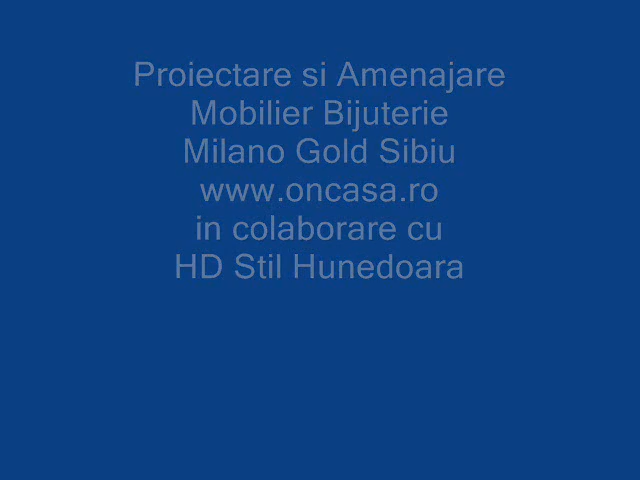 Proiectare si Amenajare
Mobilier Bijuterie
Milano Gold Sibiu
www.oncasa.ro
in colaborare cu
HD Stil Hunedoara